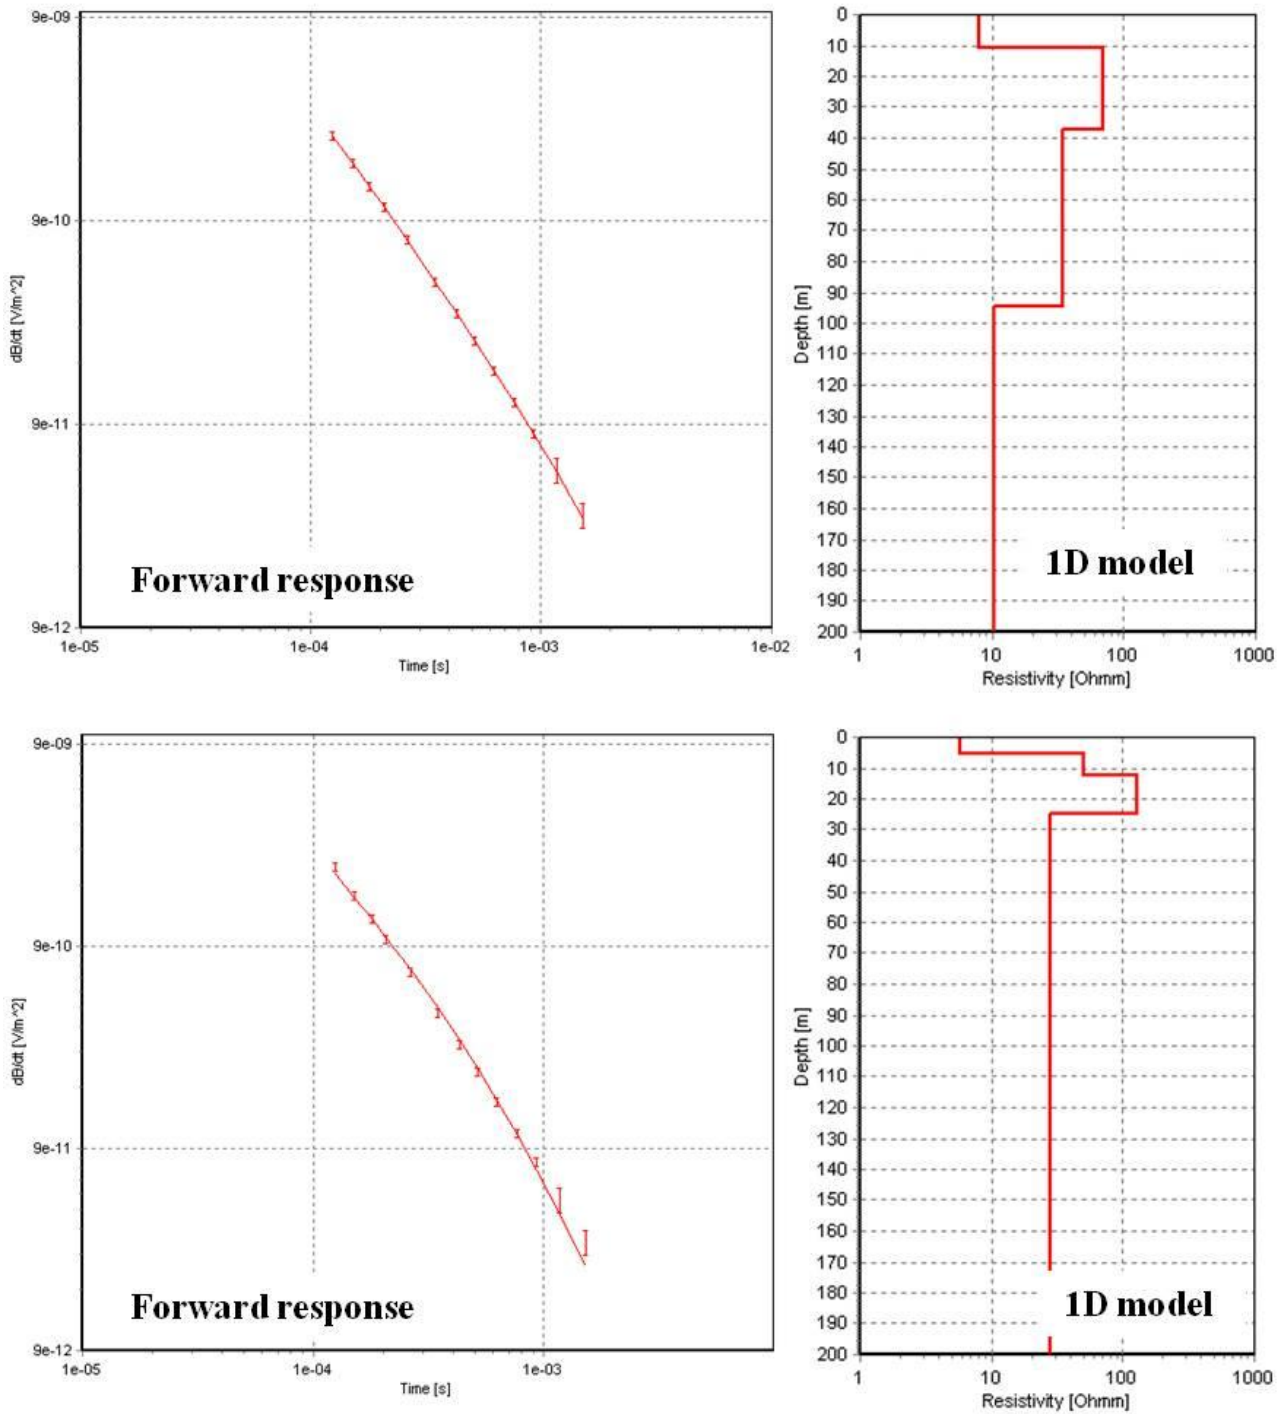 9e-09
9e-10
9e-11
9e-12
dB/dt [V/m^2]
1e-05
1e-04
1e-03
1e-02
Time [s]
Forward response
0
10
20
30
40
50
60
70
80
90
100
110
120
130
140
150
160
170
180
190
200
Depth [m]
1
10
100
1000
Resistivity [Ohmm]
1D model
9e-09
9e-10
9e-11
9e-12
dB/dt [V/m^2]
1e-05
1e-04
1e-03
Time [s]
Forward response
0
10
20
30
40
50
60
70
80
90
100
110
120
130
140
150
160
170
180
190
200
Depth [m]
1
10
100
1000
Resistivity [Ohmm]
1D model